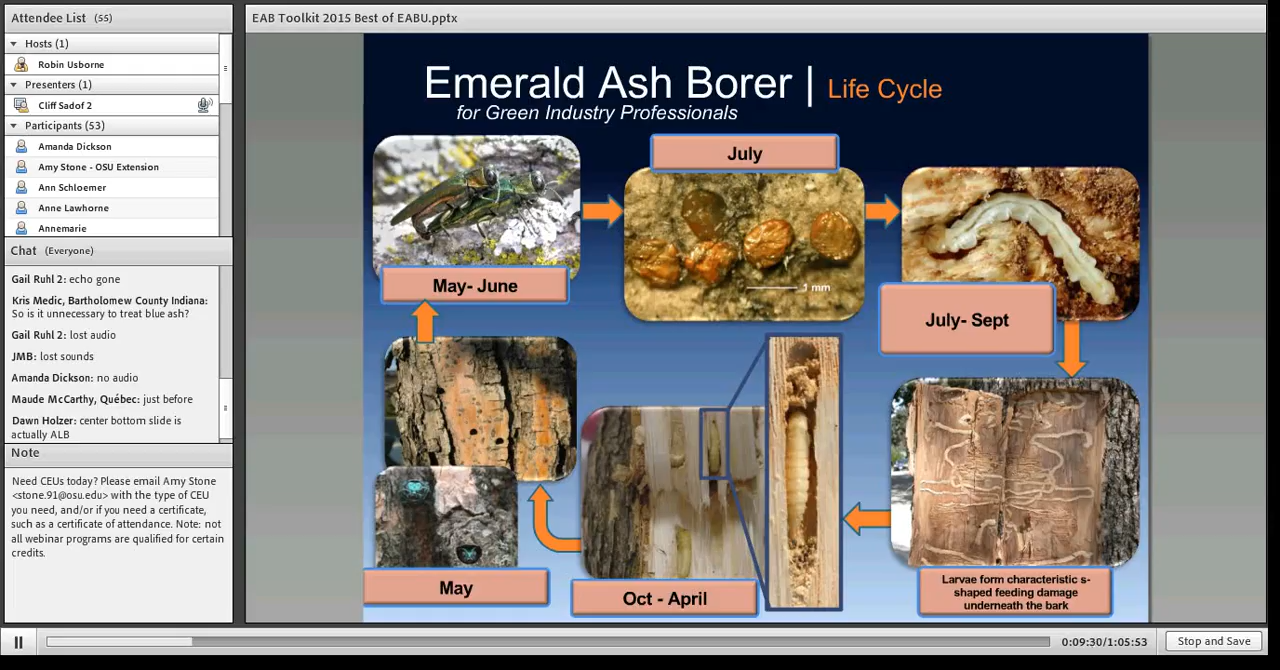 Attendee List (55)
Hosts (1)
Robin Usborne
Presenters (1)
Cliff Sadof 2
Participants (53)
Amanda Dickson
Amy Stone - OSU Extension
Ann Schloemer
Anne Lawhorne
Annemarie
Chat (Everyone)
Gail Ruhl 2: echo gone
Kris Medic, Bartholomew County Indiana:
So is it unnecessary to treat blue ash?
Gail Ruhl 2: lost audio
JMB: lost sounds
Amanda Dickson: no audio
Maude McCarthy, Québec: just before
Dawn Holzer: center bottom slide is
actually ALB
Note
Need CEUs today? Please email Amy Stone
<stone.91@osu.edu> with the type of CEU
you need, and/or if you need a certificate,
such as a certificate of attendance. Note: not
all webinar programs are qualified for certain
credits.
EAB Toolkit 2015 Best of EABU.pptx
Emerald Ash Borer | Life Cycle
for Green Industry Professionals
July
1 mm
May- June
July- Sept
Larvae form characteristic s-
shaped feeding damage
underneath the bark
Oct - April
May
0:09:30/1:05:53
Stop and Save